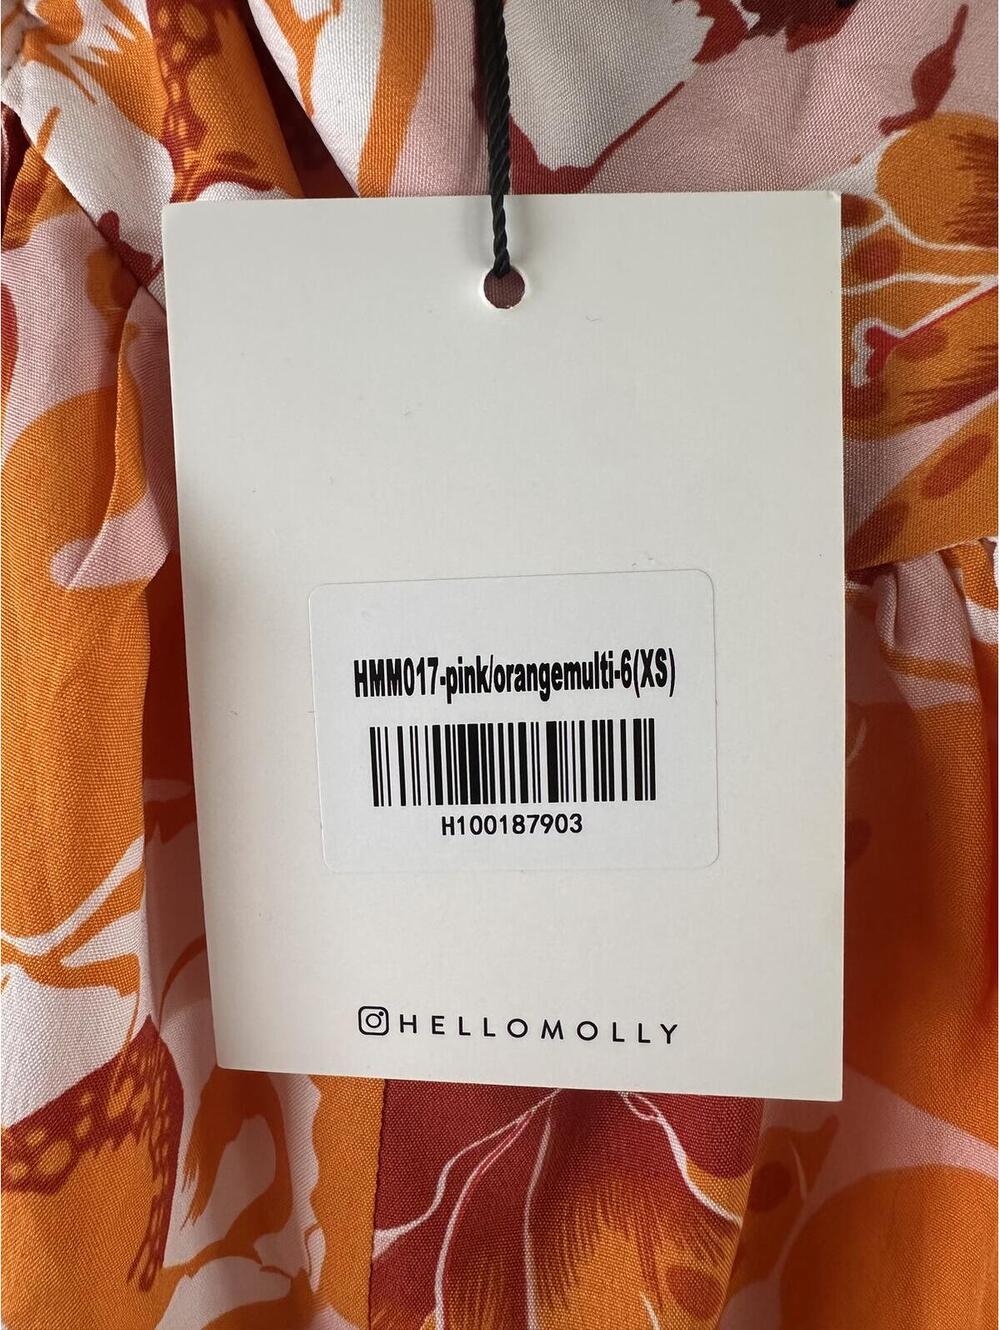 HMM017-pink/orangemulti-6(XS)
H100187903
HELLOMOLLY